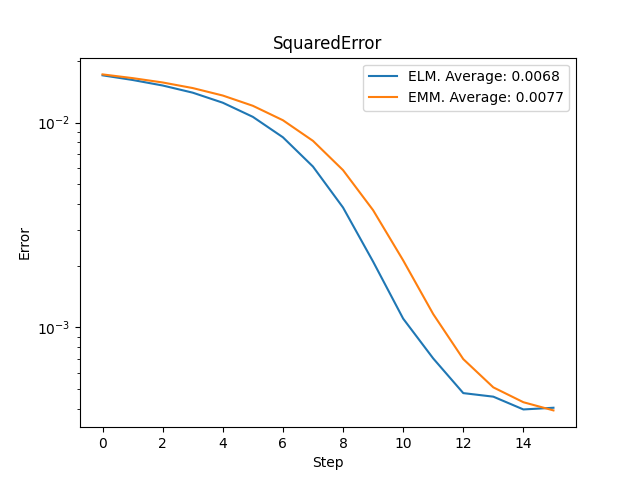 SquaredError
ELM. Average: 0.0068
EMM. Average: 0.0077
10⁻²
10⁻³
Error
0 2 4 6 8 10 12 14
Step